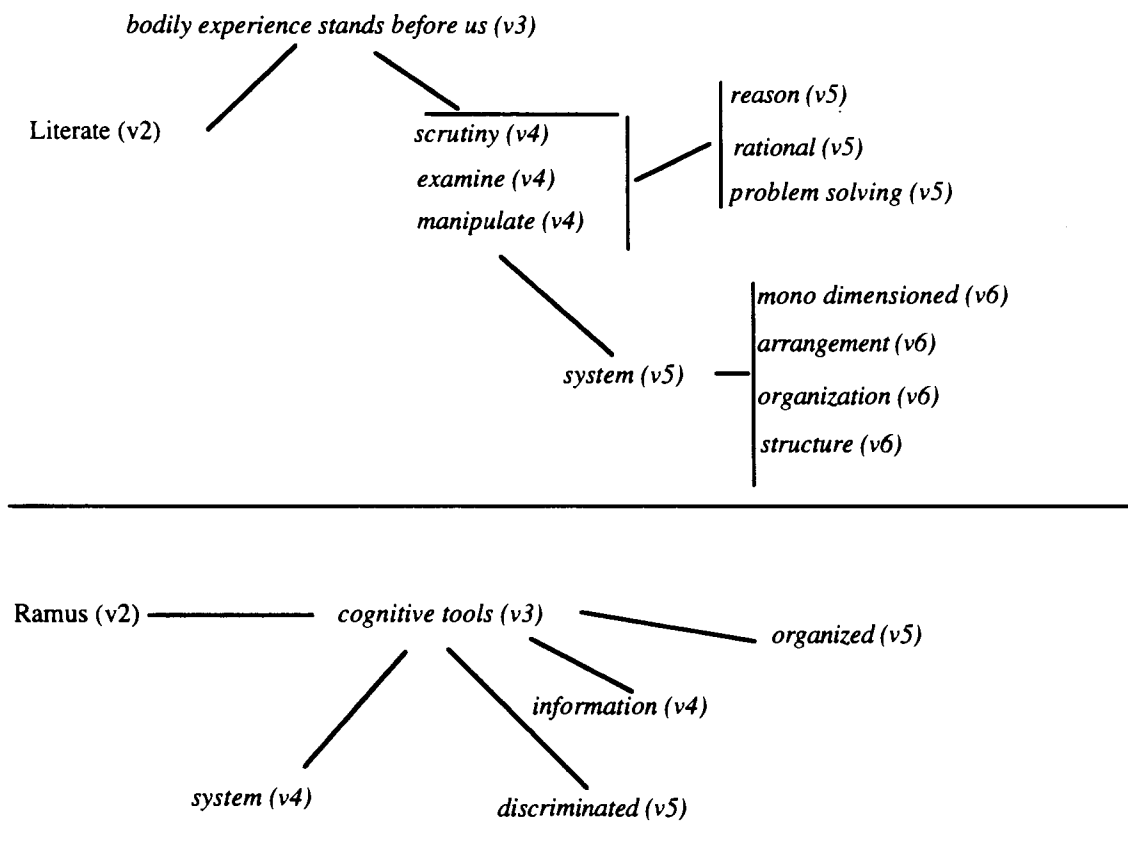 bodily experience stands before us (v3)
Literate (v2)
scrutiny (v4)
examine (v4)
manipulate (v4)
reason (v5)
rational (v5)
problem solving (v5)
system (v5)
mono dimensioned (v6)
arrangement (v6)
organization (v6)
structure (v6)
Ramus (v2)
cognitive tools (v3)
organized (v5)
information (v4)
system (v4)
discriminated (v5)